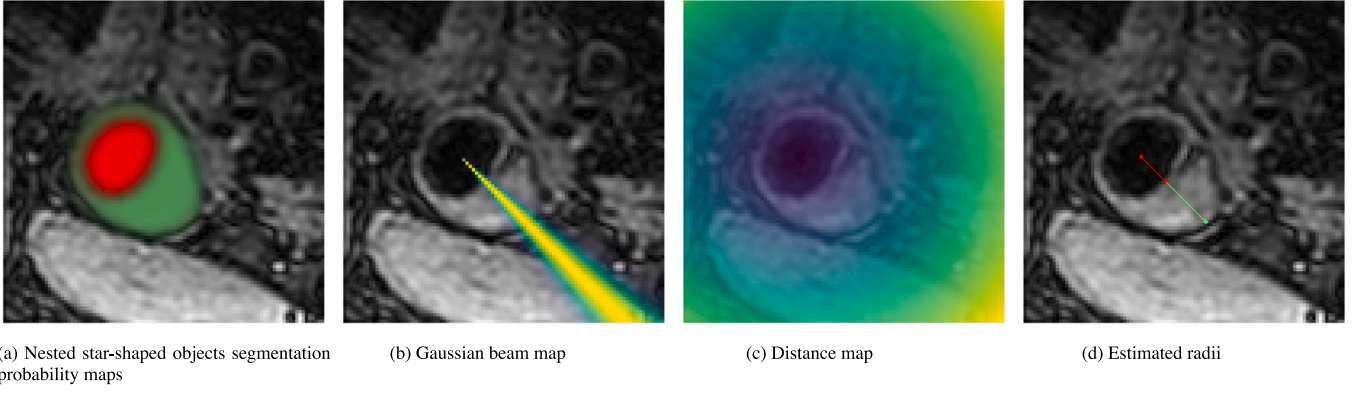 (a) Nested star-shaped objects segmentation
probability maps
(b) Gaussian beam map
(c) Distance map
(d) Estimated radii